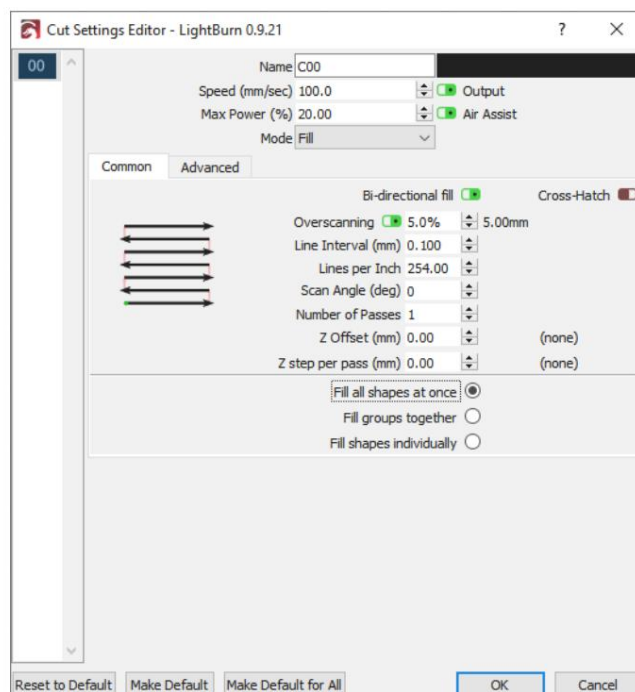 Cut Settings Editor - LightBurn 0.9.21 ? ×
00
Name C00
Speed (mm/sec) 100.0 Output
Max Power (%) 20.00 Air Assist
Mode Fill
Common Advanced
Bi-directional fill Cross-Hatch
Overscanning 5.0% 5.00mm
Line Interval (mm) 0.100
Lines per Inch 254.00
Scan Angle (deg) 0
Number of Passes 1
Z Offset (mm) 0.00 (none)
Z step per pass (mm) 0.00 (none)
Fill all shapes at once
Fill groups together
Fill shapes individually
Reset to Default Make Default Make Default for All OK Cancel